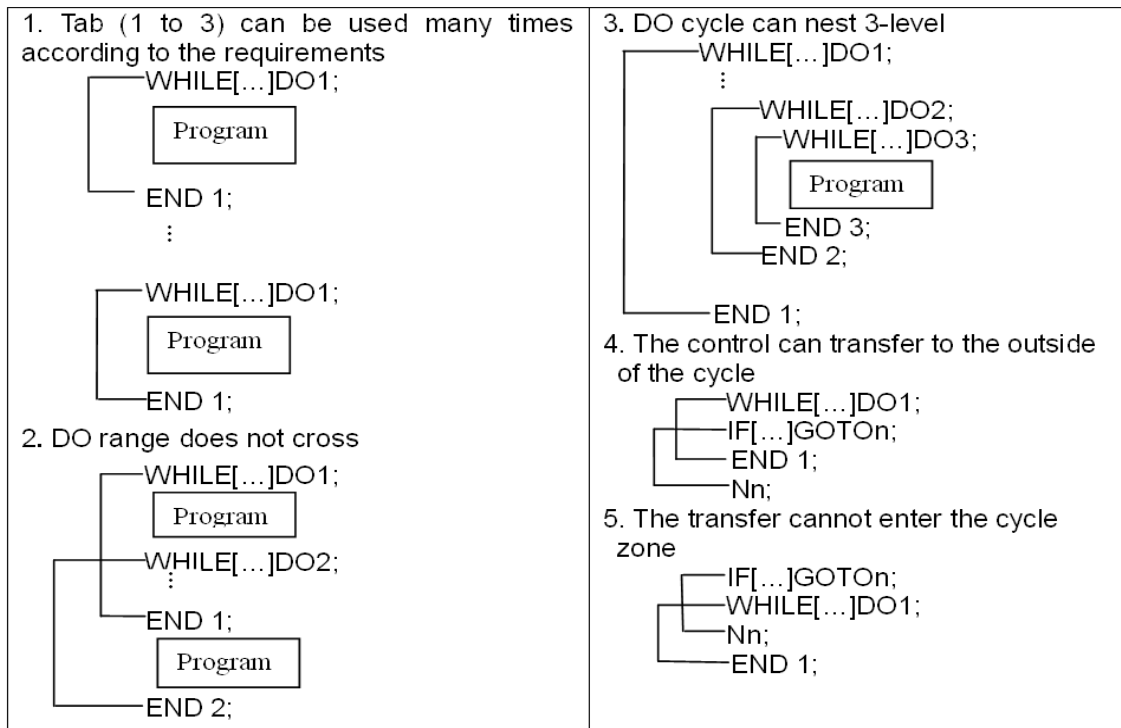 1. Tab (1 to 3) can be used many times
according to the requirements
WHILE[...]DO1;
Program
END 1;
⋮
WHILE[...]DO1;
Program
END 1;
2. DO range does not cross
WHILE[...]DO1;
Program
WHILE[...]DO2;
⋮
END 1;
Program
END 2;
3. DO cycle can nest 3-level
WHILE[...]DO1;
⋮
WHILE[...]DO2;
WHILE[...]DO3;
Program
END 3;
END 2;
END 1;
4. The control can transfer to the outside
of the cycle
WHILE[...]DO1;
IF[...]GOTOn;
END 1;
Nn;
5. The transfer cannot enter the cycle
zone
IF[...]GOTOn;
WHILE[...]DO1;
Nn;
END 1;